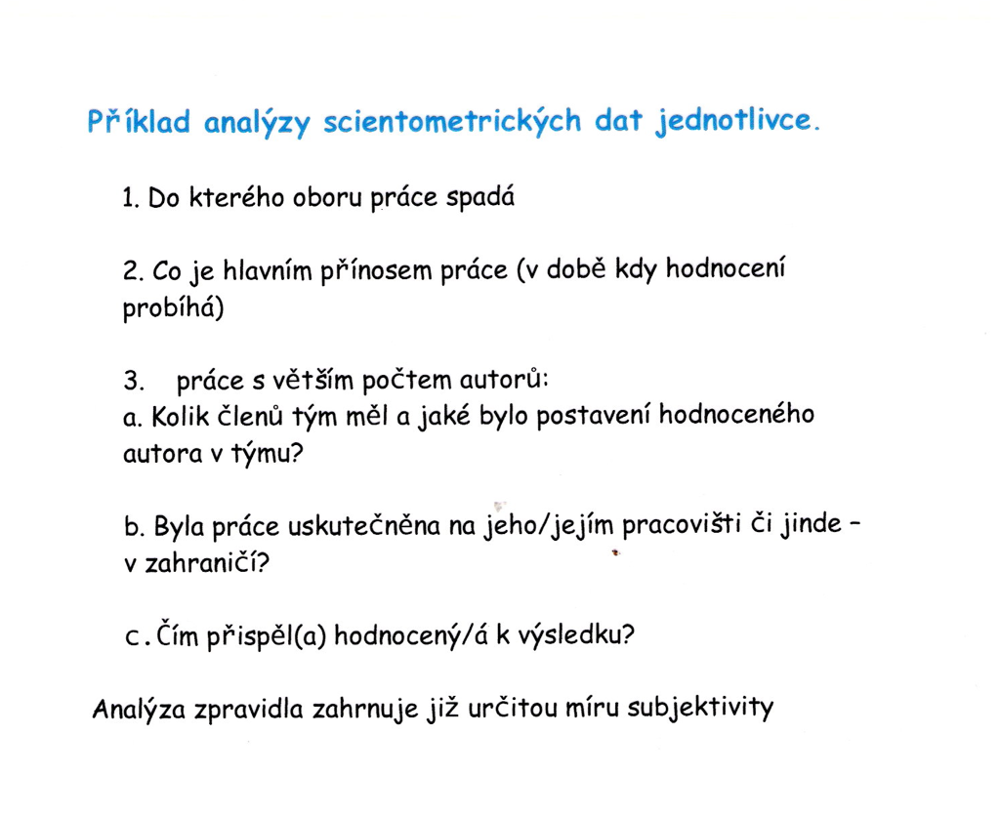 Příklad analýzy scientometrických dat jednotlivce.
1. Do kterého oboru práce spadá
2. Co je hlavním přínosem práce (v době kdy hodnocení
probíhá)
3. práce s větším počtem autorů:
a. Kolik členů tým měl a jaké bylo postavení hodnoceného
autora v týmu?
b. Byla práce uskutečněna na jeho/jejím pracovišti či jinde –
v zahraničí?
c. Čím přispěl(a) hodnocený/á k výsledku?
Analýza zpravidla zahrnuje již určitou míru subjektivity